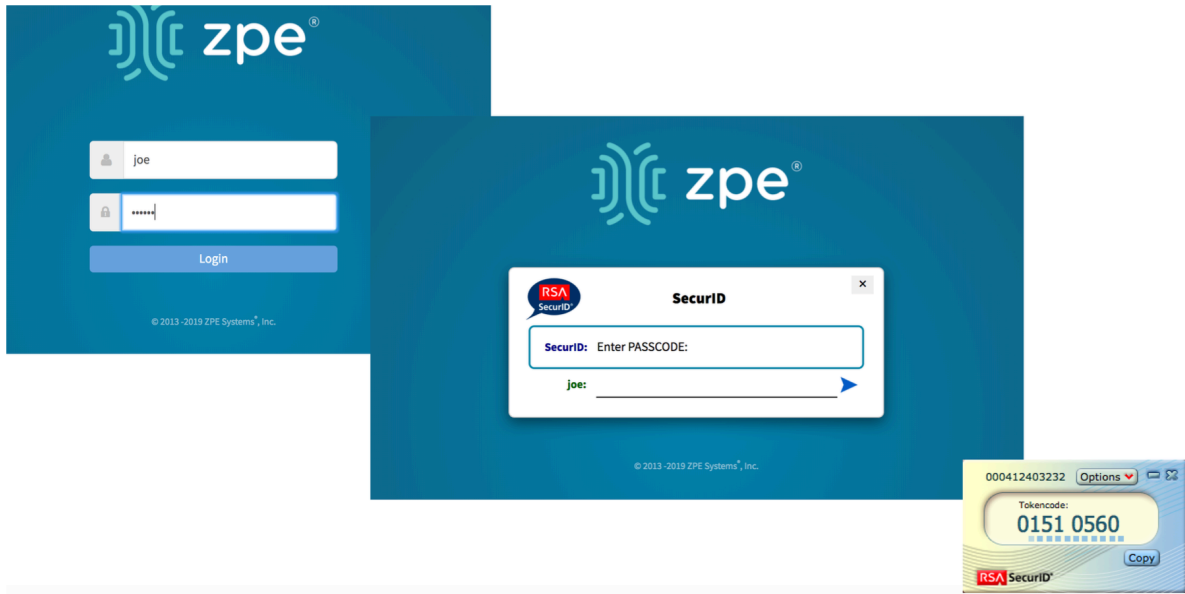 zpe®
joe
••••••
Login
© 2013 -2019 ZPE Systems®, Inc.
zpe®
RSA
SecurID®
SecurID
×
SecurID: Enter PASSCODE:
joe:
© 2013 -2019 ZPE Systems®, Inc.
000412403232 Options
Tokencode:
0151 0560
Copy
RSA SecurID®